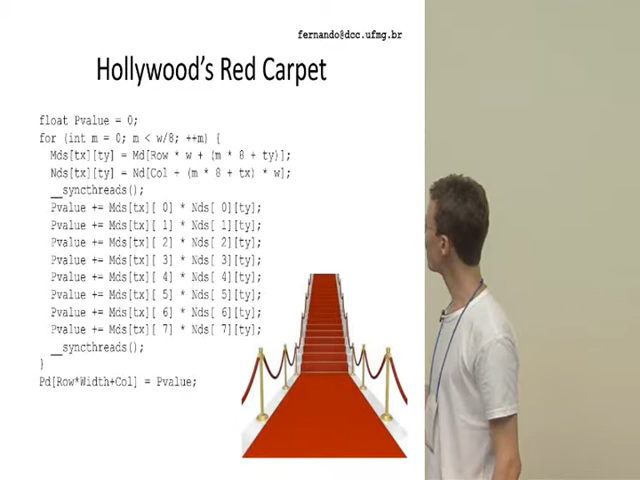 fernando@dcc.ufmg.br
Hollywood's Red Carpet
float Pvalue = 0;
for (int m = 0; m < w/8; ++m) {
Mds[tx][ty] = Md[Row * w + (m * 8 + ty)];
Nds[tx][ty] = Nd[Col + (m * 8 + tx) * w];
__syncthreads();
Pvalue += Mds[tx][ 0] * Nds[ 0][ty];
Pvalue += Mds[tx][ 1] * Nds[ 1][ty];
Pvalue += Mds[tx][ 2] * Nds[ 2][ty];
Pvalue += Mds[tx][ 3] * Nds[ 3][ty];
Pvalue += Mds[tx][ 4] * Nds[ 4][ty];
Pvalue += Mds[tx][ 5] * Nds[ 5][ty];
Pvalue += Mds[tx][ 6] * Nds[ 6][ty];
Pvalue += Mds[tx][ 7] * Nds[ 7][ty];
__syncthreads();
}
Pd[Row*Width+Col] = Pvalue;